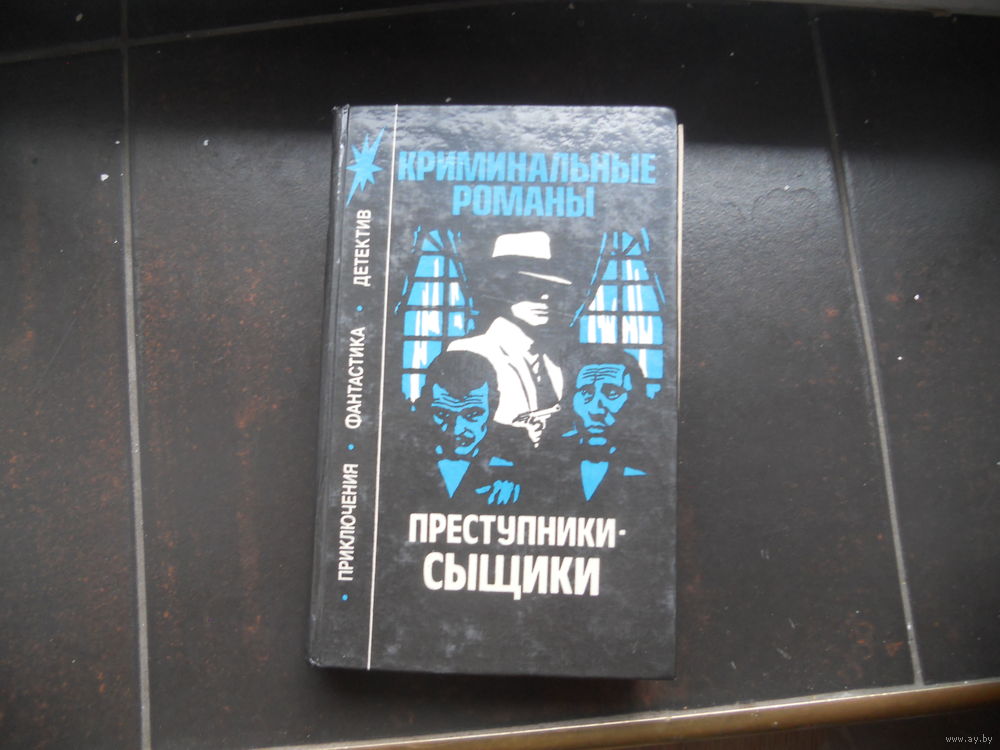 КРИМИНАЛЬНЫЕ
РОМАНЫ
ПРИКЛЮЧЕНИЯ · ФАНТАСТИКА · ДЕТЕКТИВ
ПРЕСТУПНИКИ-
СЫЩИКИ
www.ay.by